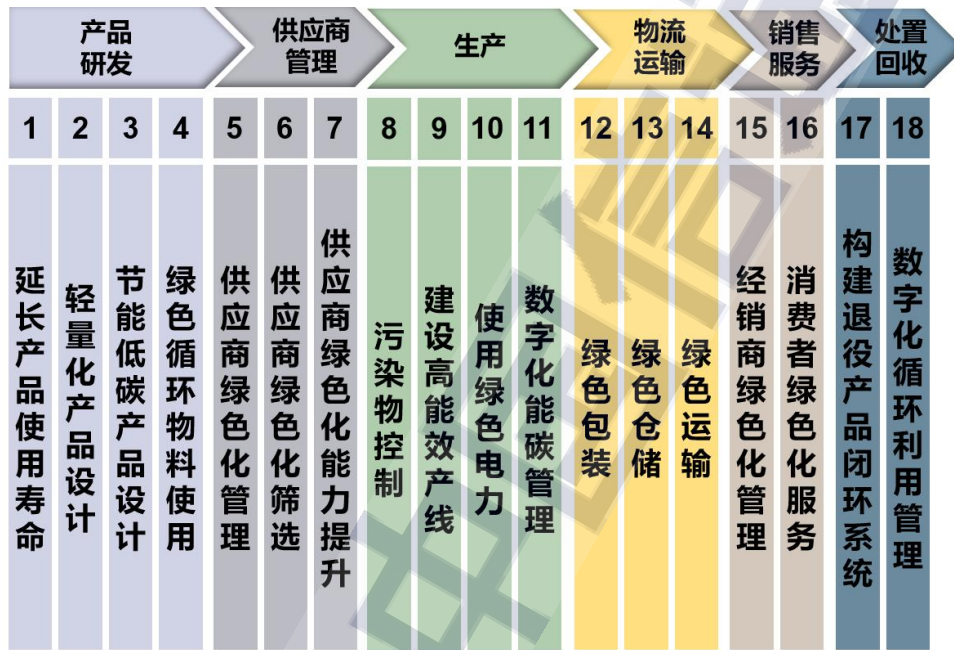 产品
研发
供应商
管理
生产
物流
运输
销售
服务
处置
回收
1 2 3 4 5 6 7 8 9 10 11 12 13 14 15 16 17 18
延长产品使用寿命
轻量化产品设计
节能低碳产品设计
绿色循环物料使用
供应商绿色化管理
供应商绿色化筛选
供应商绿色化能力提升
污染物控制
建设高能效产线
使用绿色电力
数字化能碳管理
绿色包装
绿色仓储
绿色运输
经销商绿色化管理
消费者绿色化服务
构建退役产品闭环系统
数字化循环利用管理